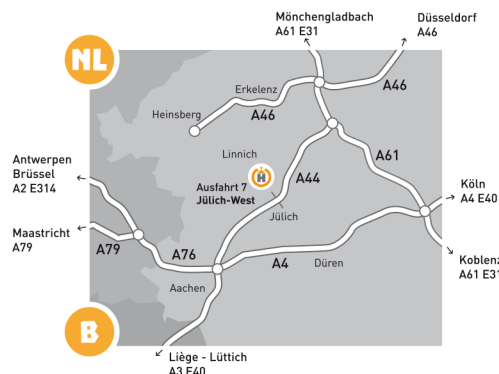 Mönchengladbach
A61 E31
Düsseldorf
A46
NL
Erkelenz
A46
A46
Heinsberg
Linnich
A61
Antwerpen
Brüssel
A2 E314
H
A44
Ausfahrt 7
Jülich-West
Köln
A4 E40
Jülich
Maastricht
A79
A79
A76
A4
Düren
Koblenz
A61 E31
Aachen
B
Liège - Lüttich
A3 E40